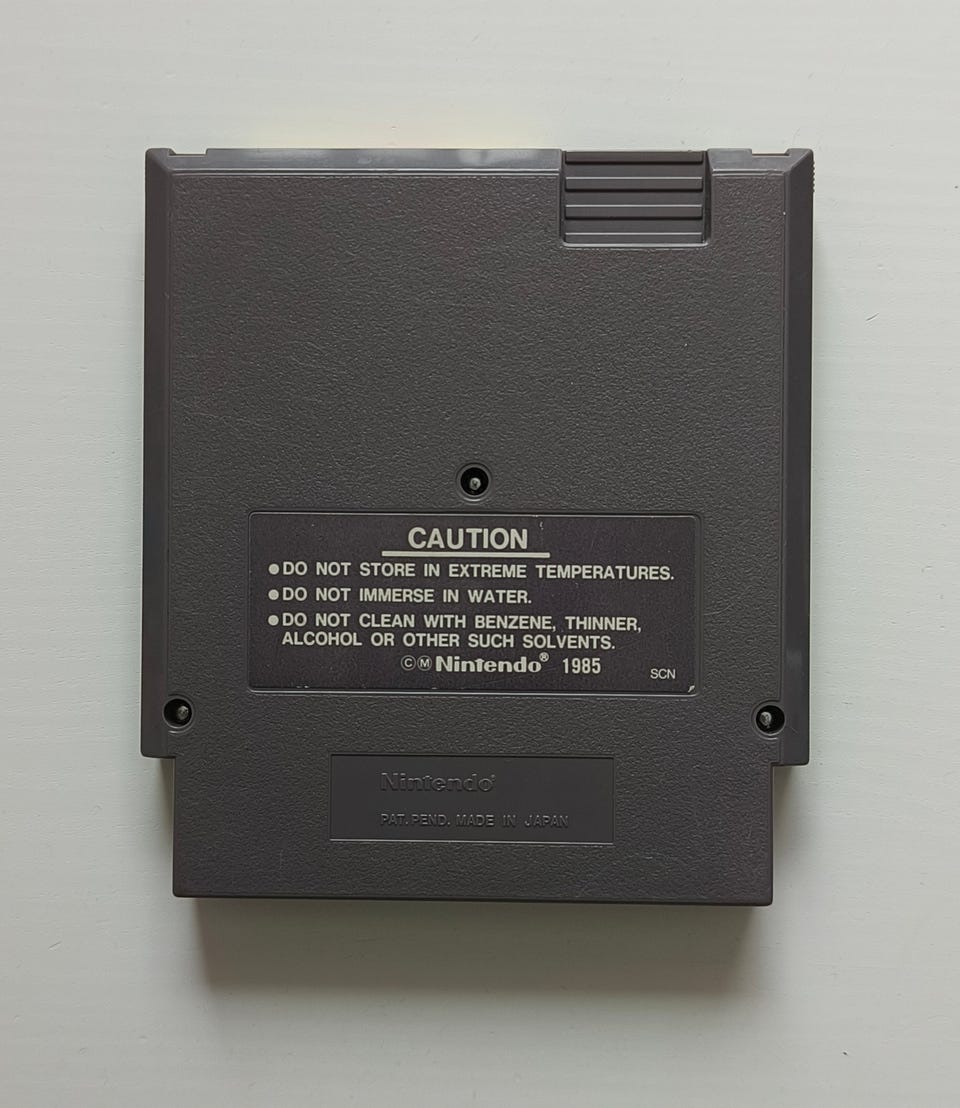 CAUTION
●DO NOT STORE IN EXTREME TEMPERATURES.
●DO NOT IMMERSE IN WATER.
●DO NOT CLEAN WITH BENZENE, THINNER,
ALCOHOL OR OTHER SUCH SOLVENTS.
ⒸⓂNintendo® 1985
SCN
Nintendo®
PAT. PEND. MADE IN JAPAN